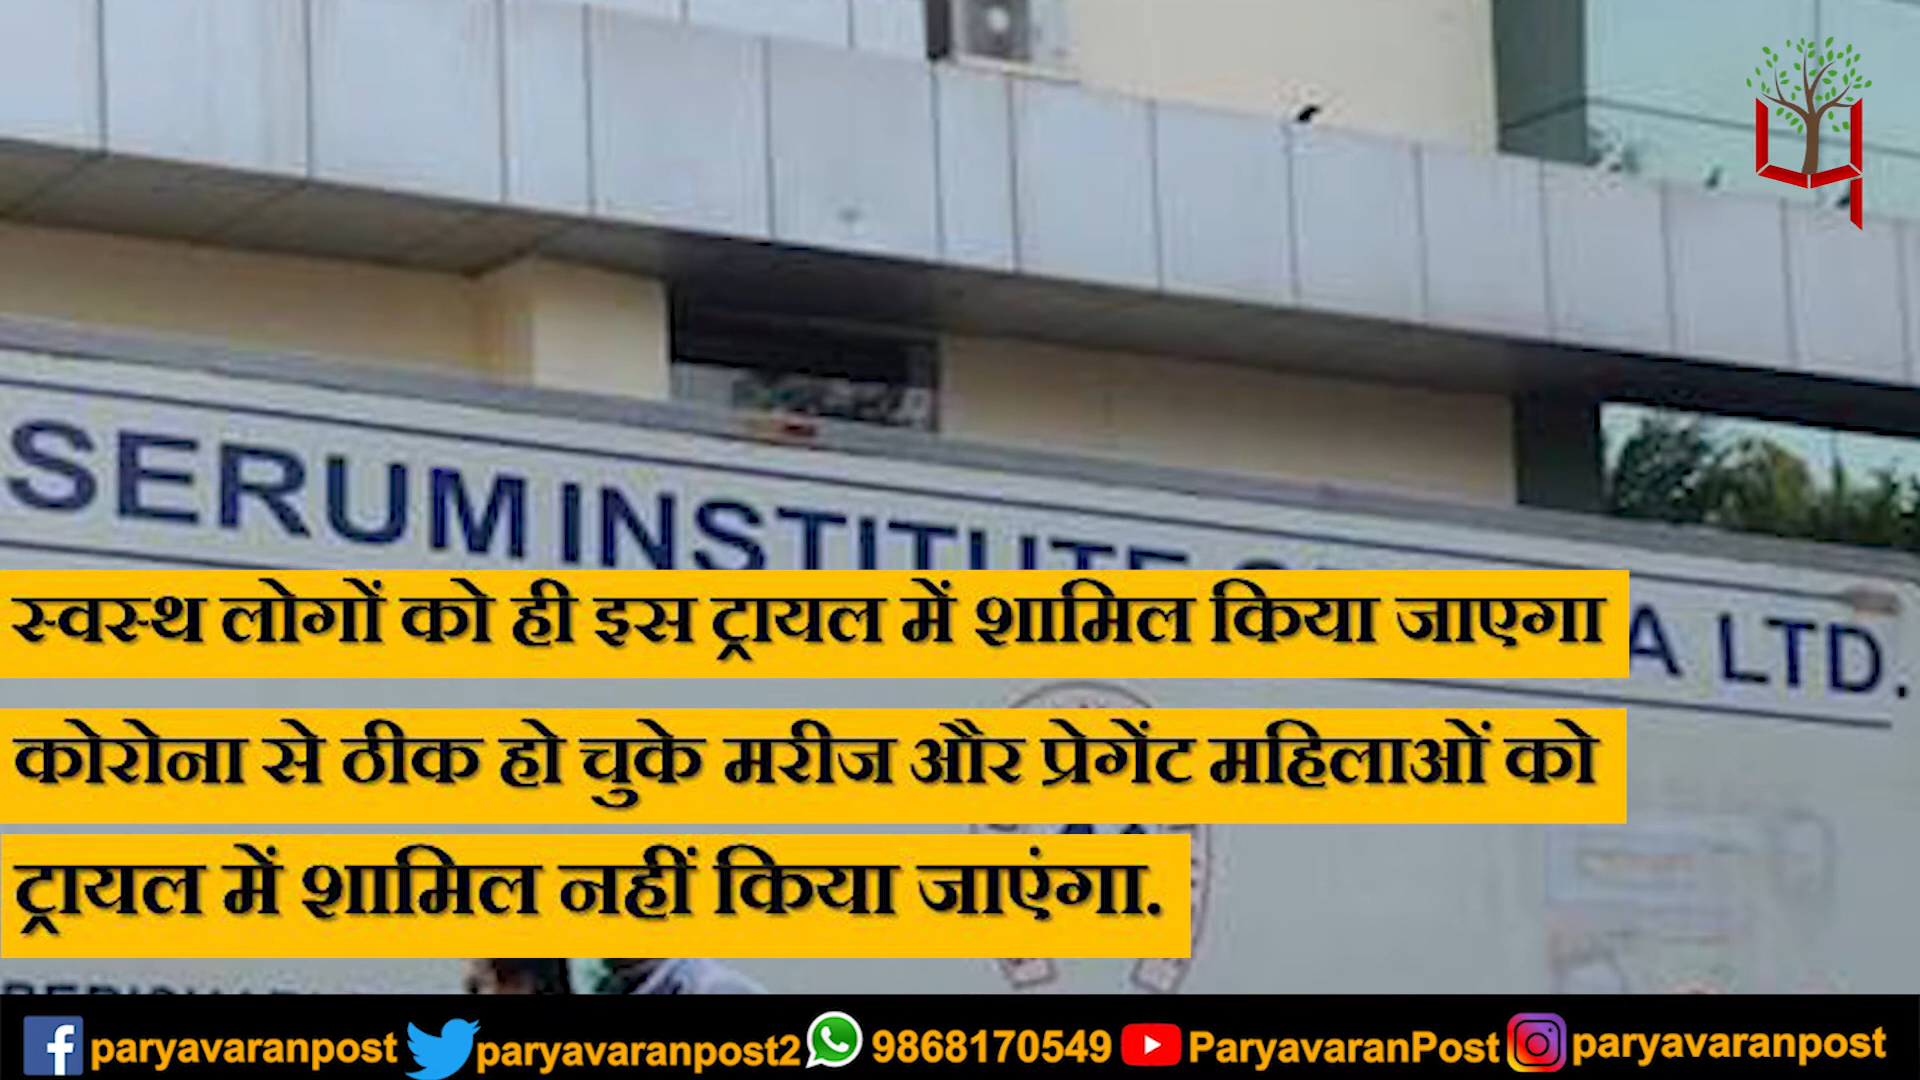 SERUM INSTITUTE
A LTD.
स्वस्थ लोगों को ही इस ट्रायल में शामिल किया जाएगा
कोरोना से ठीक हो चुके मरीज और प्रेगेंट महिलाओं को
ट्रायल में शामिल नहीं किया जाएंगा.
paryavaranpost paryavaranpost2 9868170549 ParyavaranPost paryavaranpost